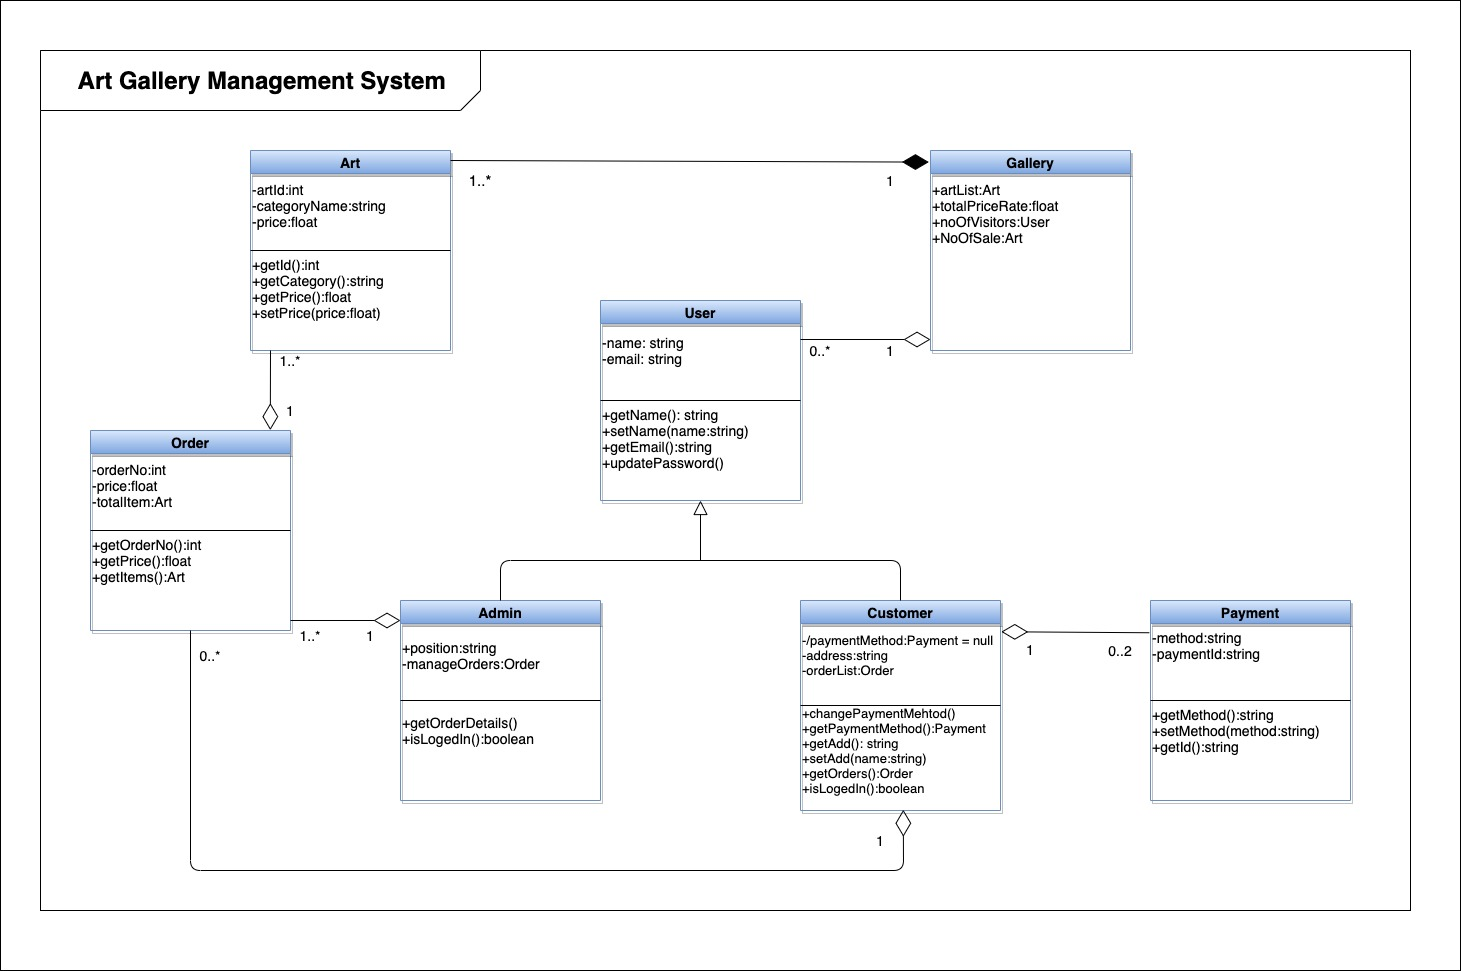 Art Gallery Management System
Art
-artId:int
-categoryName:string
-price:float
+getId():int
+getCategory():string
+getPrice():float
+setPrice(price:float)
1..*
1
Gallery
+artList:Art
+totalPriceRate:float
+noOfVisitors:User
+NoOfSale:Art
User
-name: string
-email: string
+getName(): string
+setName(name:string)
+getEmail():string
+updatePassword()
0..*
1
1..*
1
Order
-orderNo:int
-price:float
-totalItem:Art
+getOrderNo():int
+getPrice():float
+getItems():Art
1..*
1
0..*
Admin
+position:string
-manageOrders:Order
+getOrderDetails()
+isLogedIn():boolean
Customer
-/paymentMethod:Payment = null
-address:string
-orderList:Order
+changePaymentMehtod()
+getPaymentMethod():Payment
+getAdd(): string
+setAdd(name:string)
+getOrders():Order
+isLogedIn():boolean
1
1
0..2
Payment
-method:string
-paymentId:string
+getMethod():string
+setMethod(method:string)
+getId():string